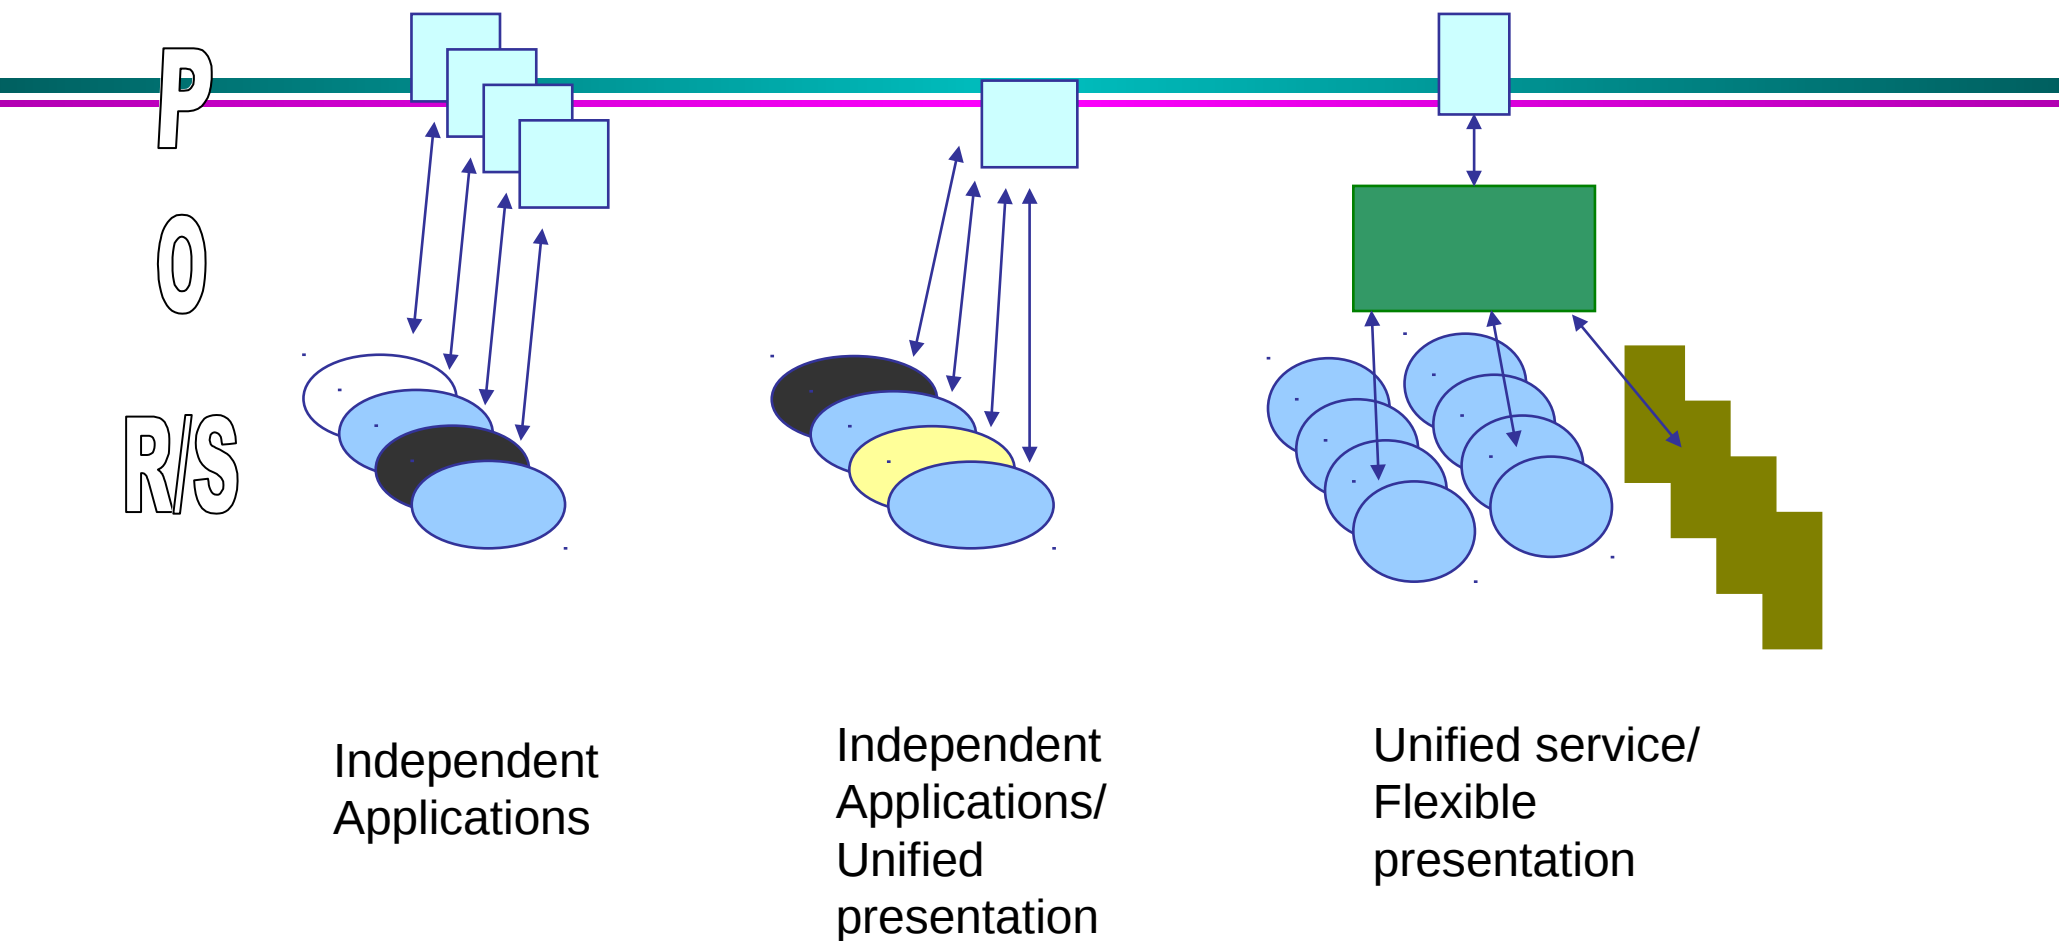 P
O
R/S
Independent
Applications
Independent
Applications/
Unified
presentation
Unified service/
Flexible
presentation